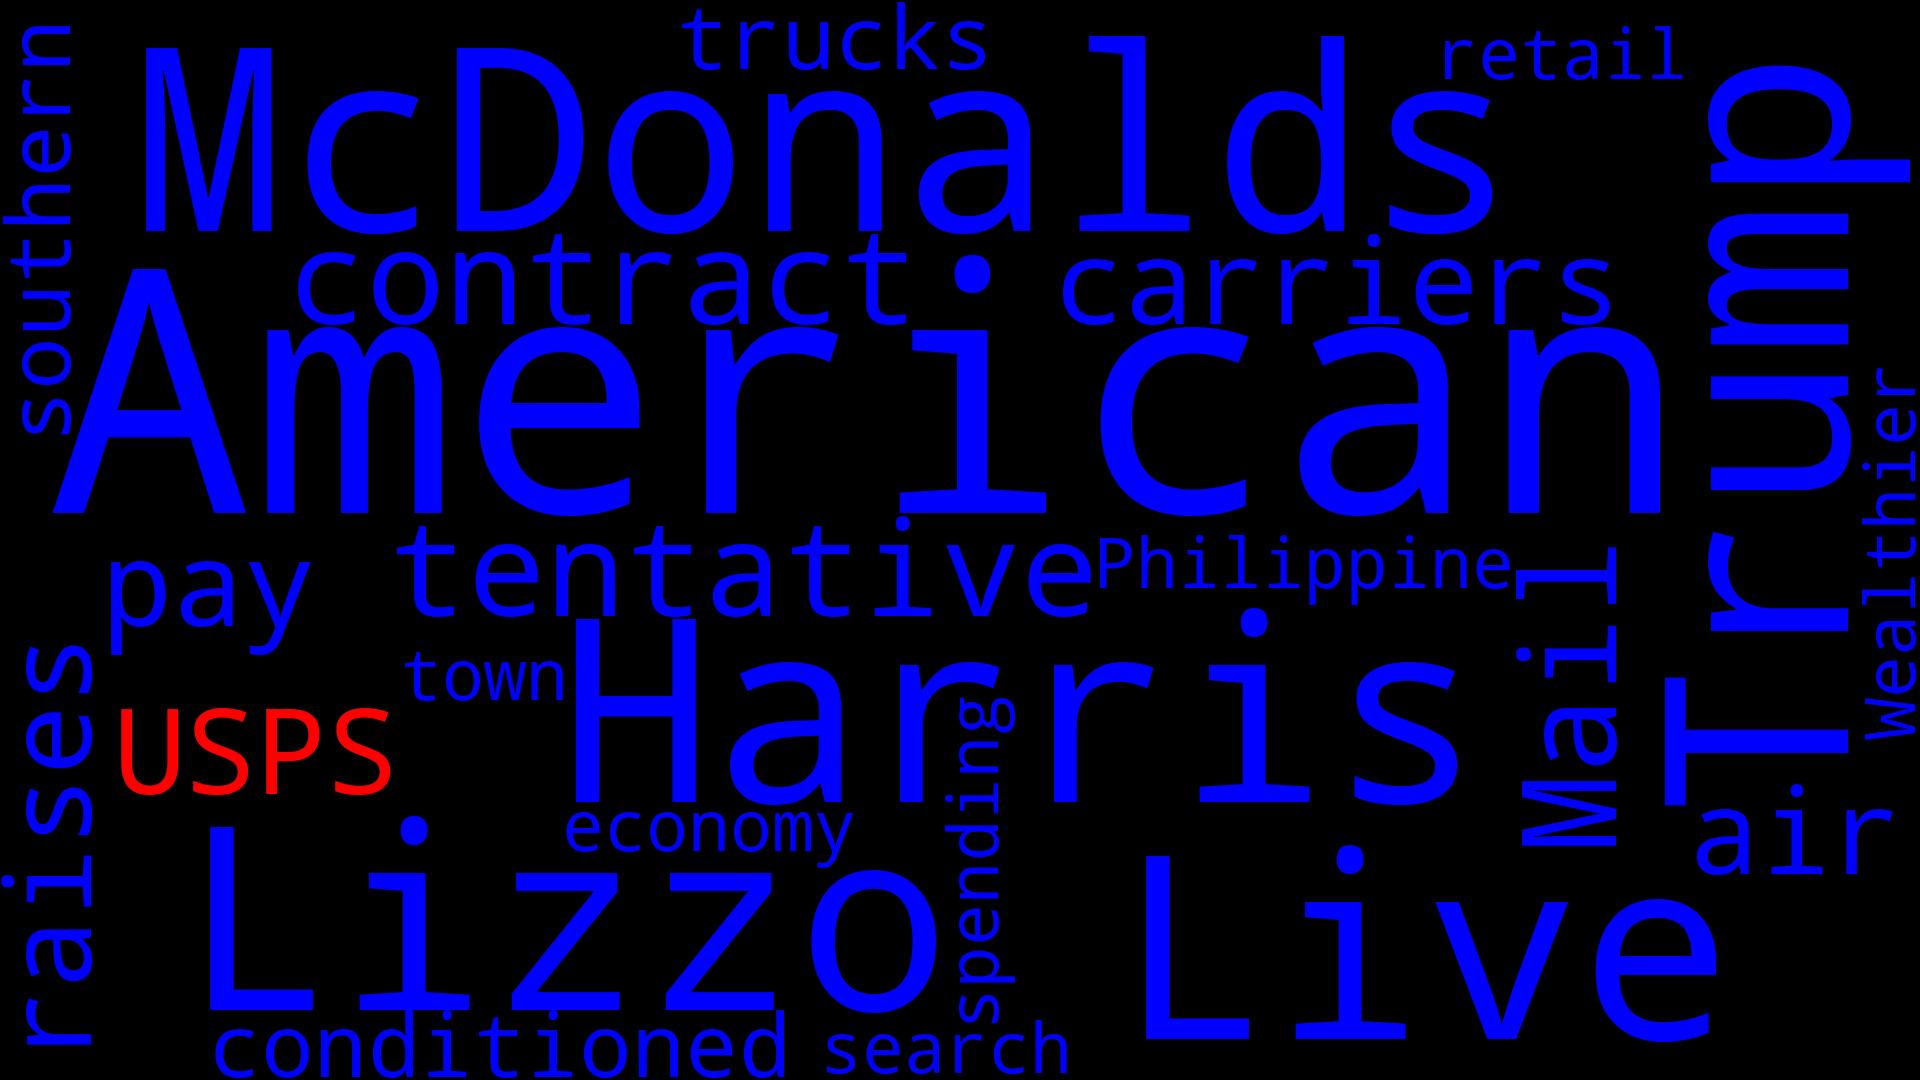 trucks
retail
southern
McDonalds
Trump
contract
carriers
American
Wealthier
tentative
Philippine
pay
Mail
Harris
town
raises
USPS
spending
economy
air
Lizzo
Live
conditioned
search